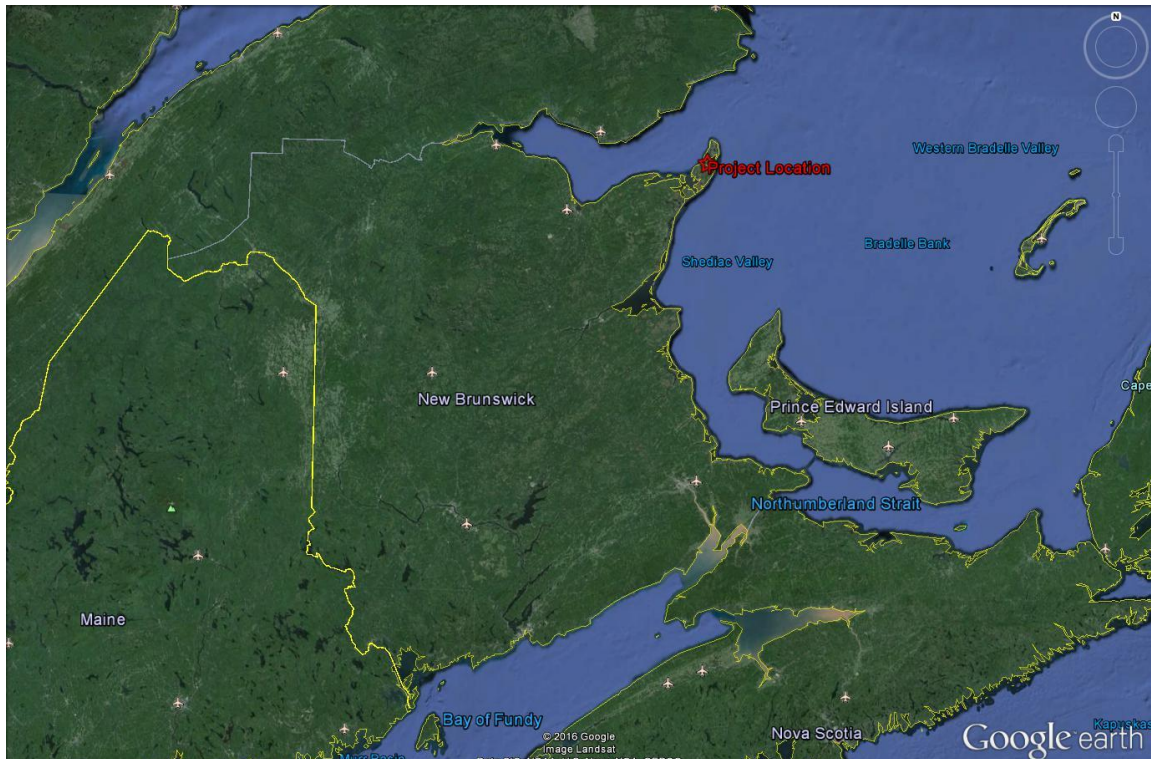 N
Western Bradelle Valley
Project Location
Bradelle Bank
Shediac Valley
Cape
New Brunswick
Prince Edward Island
Northumberland Strait
Maine
Bay of Fundy
Nova Scotia
© 2016 Google
Image Landsat
Google earth